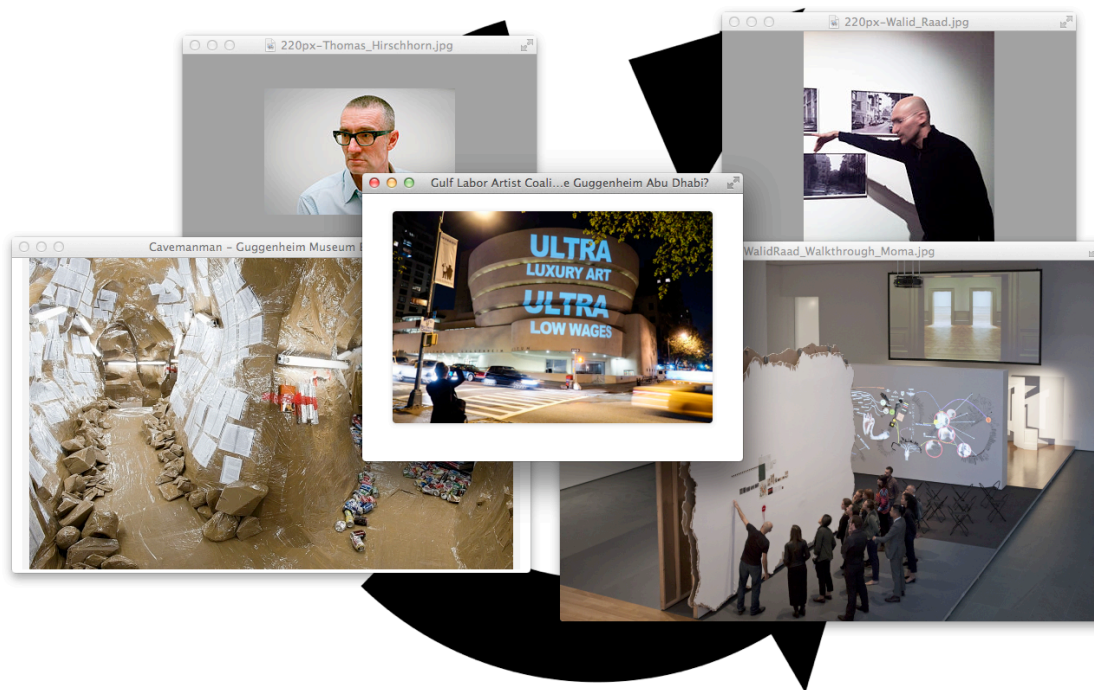 220px-Thomas_Hirschhorn.jpg
220px-Walid_Raad.jpg
Gulf Labor Artist Coali...e Guggenheim Abu Dhabi?
Cavemanman - Guggenheim Museum
WalidRaad_Walkthrough_Moma.jpg
ULTRA
LUXURY ART
ULTRA
LOW WAGES